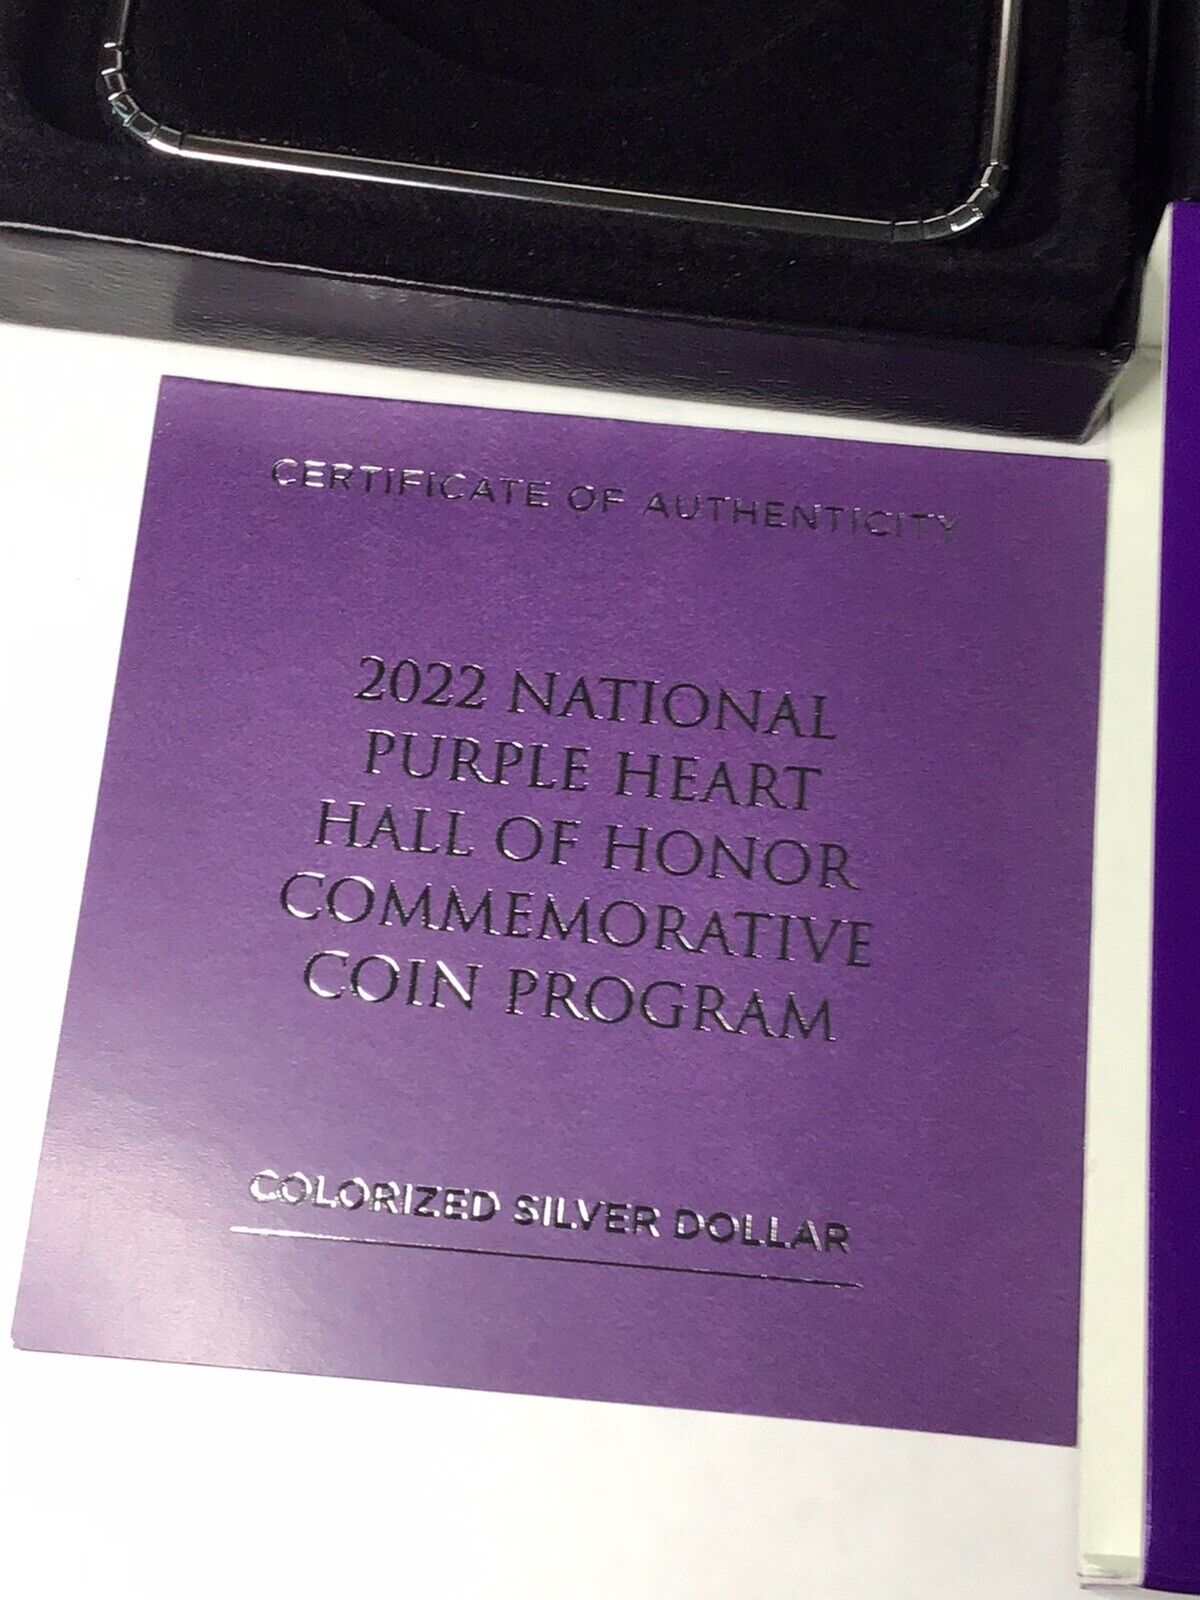 CERTIFICATE OF AUTHENTICITY
2022 NATIONAL
PURPLE HEART
HALL OF HONOR
COMMEMORATIVE
COIN PROGRAM
COLORIZED SILVER DOLLAR